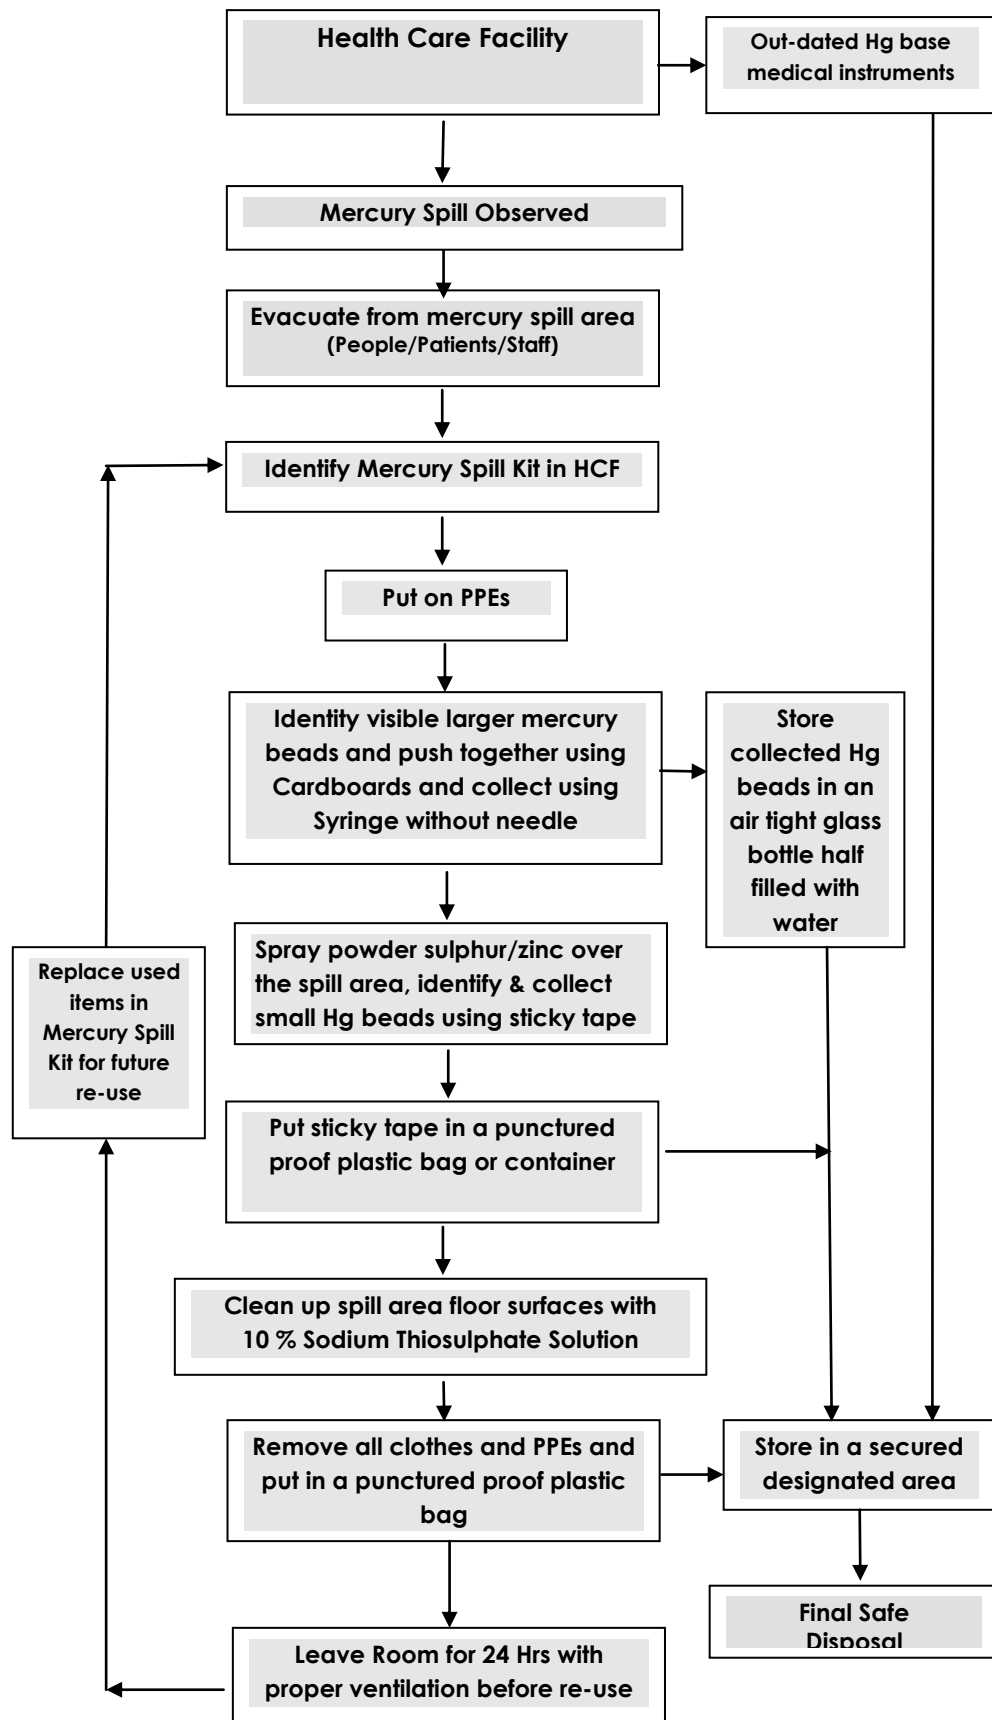 Health Care Facility
Out-dated Hg base
medical instruments
Mercury Spill Observed
Evacuate from mercury spill area
(People/Patients/Staff)
Identify Mercury Spill Kit in HCF
Put on PPEs
Identity visible larger mercury
beads and push together using
Cardboards and collect using
Syringe without needle
Store
collected Hg
beads in an
air tight glass
bottle half
filled with
water
Spray powder sulphur/zinc over
the spill area, identify & collect
small Hg beads using sticky tape
Replace used
items in
Mercury Spill
Kit for future
re-use
Put sticky tape in a punctured
proof plastic bag or container
Clean up spill area floor surfaces with
10 % Sodium Thiosulphate Solution
Remove all clothes and PPEs and
put in a punctured proof plastic
bag
Store in a secured
designated area
Final Safe
Disposal
Leave Room for 24 Hrs with
proper ventilation before re-use